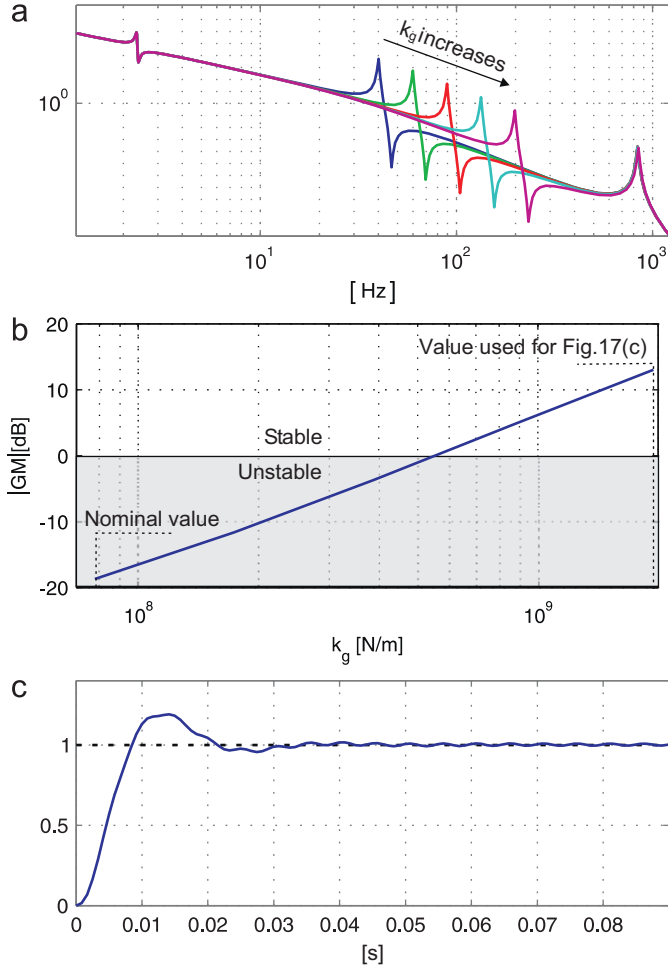 a
k_g increases
10^0
10^1 10^2 10^3
[ Hz]
b
20
10
0
-10
-20
|GM|[dB]
Value used for Fig.17(c)
Stable
Unstable
Nominal value
10^8 10^9
k_g [N/m]
c
1
0.5
0
0 0.01 0.02 0.03 0.04 0.05 0.06 0.07 0.08
[s]